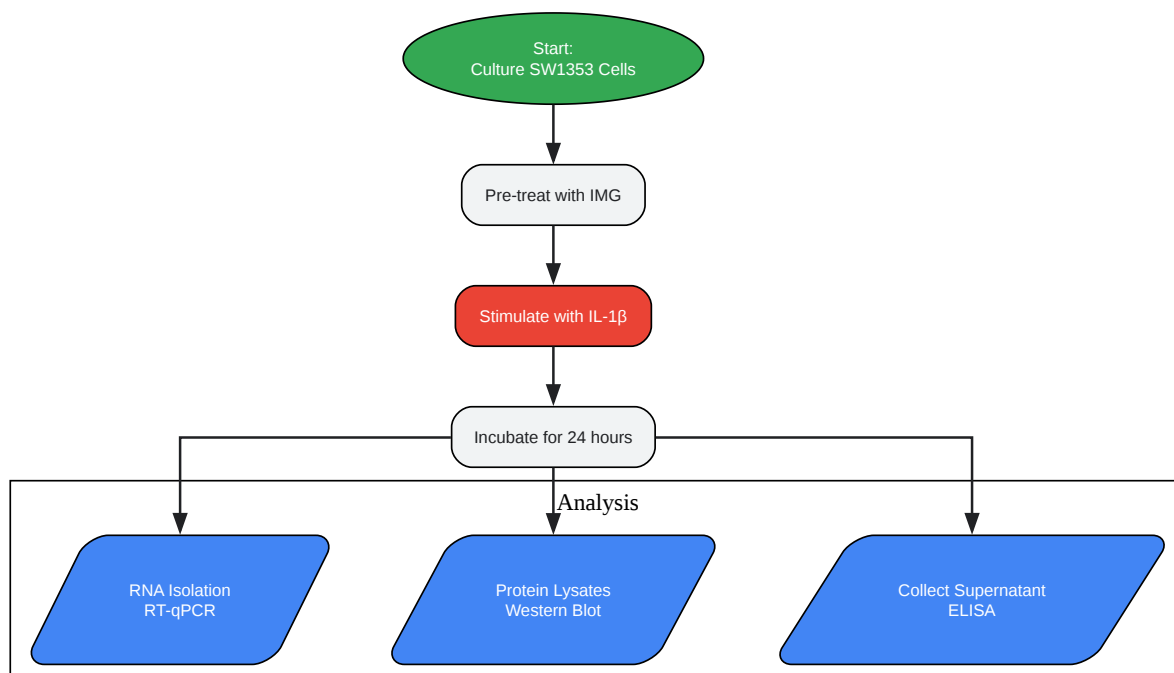 Start:
Culture SW1353 Cells
Pre-treat with IMG
Stimulate with IL-1β
Incubate for 24 hours
Analysis
RNA Isolation
RT-qPCR
Protein Lysates
Western Blot
Collect Supernatant
ELISA